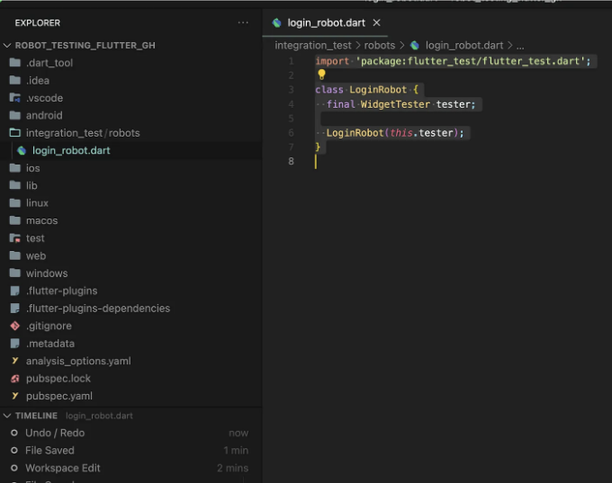 EXPLORER
ROBOT_TESTING_FLUTTER_GH
.dart_tool
.idea
.vscode
android
integration_test / robots
login_robot.dart
ios
lib
linux
macos
test
web
windows
.flutter-plugins
.flutter-plugins-dependencies
.gitignore
.metadata
analysis_options.yaml
pubspec.lock
pubspec.yaml
TIMELINE login_robot.dart
Undo / Redo now
File Saved 1 min
Workspace Edit 2 mins
login_robot.dart
integration_test > robots > login_robot.dart > ...
1 import 'package:flutter_test/flutter_test.dart';
2
3 class LoginRobot {
4 final WidgetTester tester;
5
6 LoginRobot(this.tester);
7 }
8